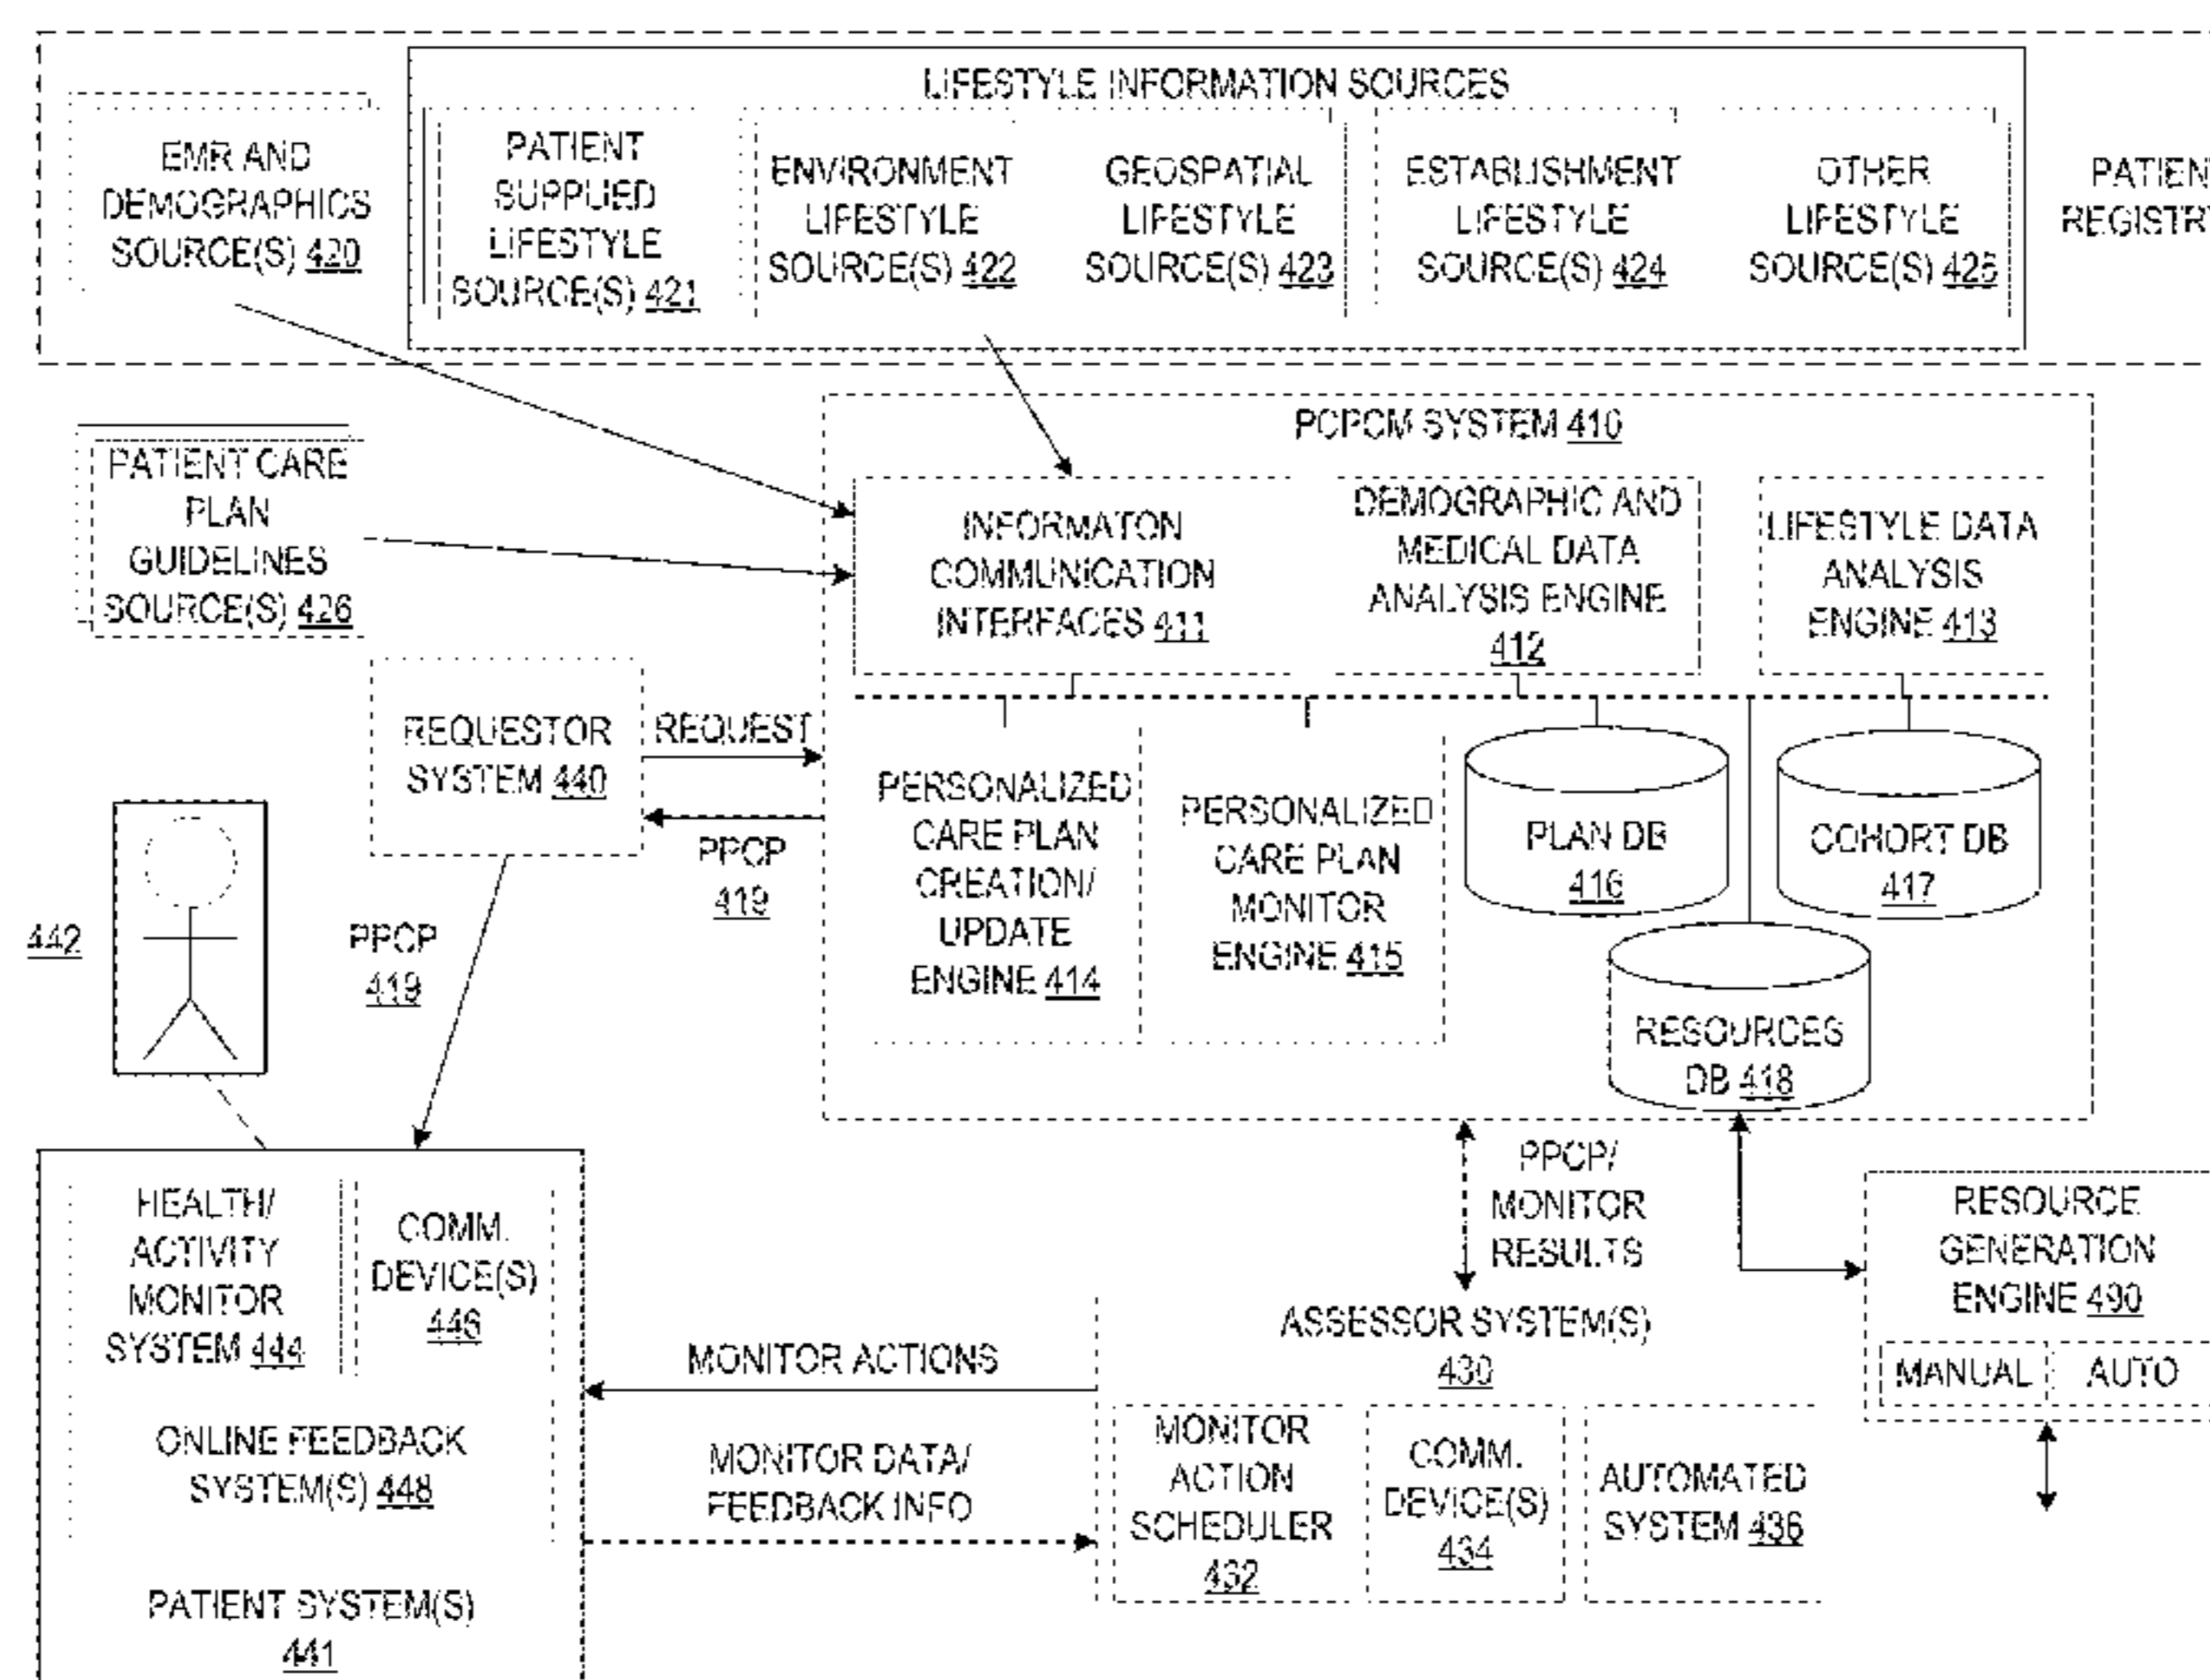 LIFESTYLE INFORMATION SOURCES
EMR AND
DEMOGRAPHICS
SOURCE(S) 420
PATIENT
SUPPLIED
LIFESTYLE
SOURCE(S) 421
ENVIRONMENT
LIFESTYLE
SOURCE(S) 422
GEOSPATIAL
LIFESTYLE
SOURCE(S) 423
ESTABLISHMENT
LIFESTYLE
SOURCE(S) 424
OTHER
LIFESTYLE
SOURCE(S) 425
PATIEN
REGISTR
PATIENT CARE
PLAN
GUIDELINES
SOURCE(S) 426
PCPCM SYSTEM 410
INFORMATON
COMMUNICATION
INTERFACES 411
DEMOGRAPHIC AND
MEDICAL DATA
ANALYSIS ENGINE
412
LIFESTYLE DATA
ANALYSIS
ENGINE 413
REQUESTOR
SYSTEM 440
REQUEST
PPCP
419
PERSONALIZED
CARE PLAN
CREATION/
UPDATE
ENGINE 414
PERSONALIZED
CARE PLAN
MONITOR
ENGINE 415
PLAN DB
416
COHORT DB
417
RESOURCES
DB 418
442
PPCP
419
HEALTH/
ACTIVITY
MONITOR
SYSTEM 444
COMM.
DEVICE(S)
446
ONLINE FEEDBACK
SYSTEM(S) 448
PATIENT SYSTEM(S)
441
MONITOR ACTIONS
MONITOR DATA/
FEEDBACK INFO
PPCP/
MONITOR
RESULTS
ASSESSOR SYSTEM(S)
430
MONITOR
ACTION
SCHEDULER
432
COMM.
DEVICE(S)
434
AUTOMATED
SYSTEM 436
RESOURCE
GENERATION
ENGINE 490
MANUAL
AUTO